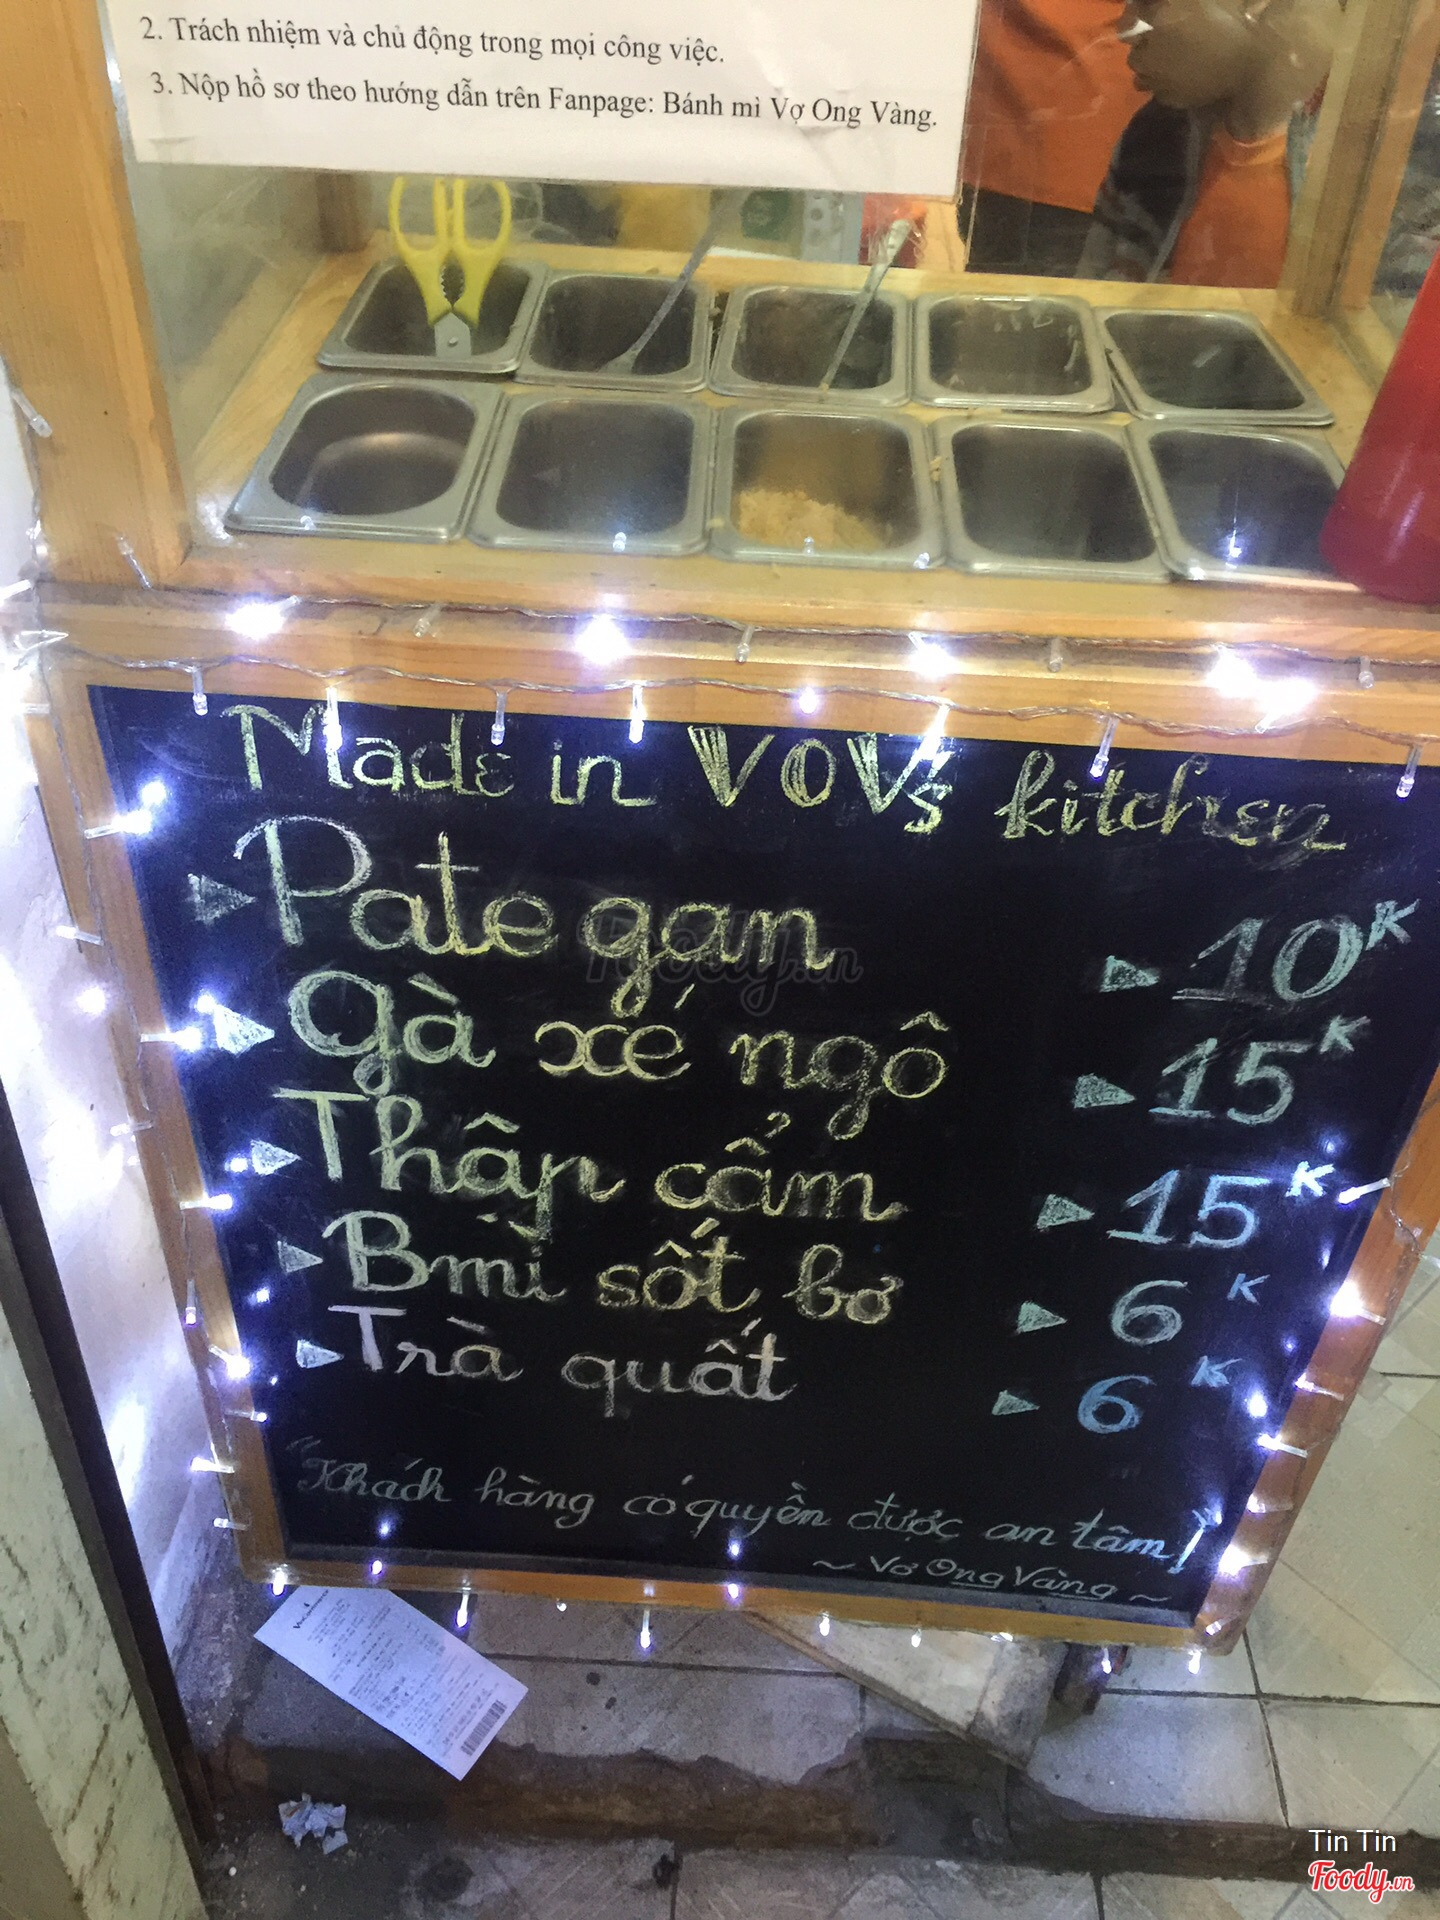 2. Trách nhiệm và chủ động trong mọi công việc.
3. Nộp hồ sơ theo hướng dẫn trên Fanpage: Bánh mì Vợ Ong Vàng.
Made in VOVs kitchen
Pate gan 10K
Gà xé ngô 15K
Thập cẩm 15K
Bmì sốt bơ 6K
Trà quất 6K
"Khách hàng có quyền được an tâm!"
~ Vợ Ong Vàng ~
Foody.vn
Tin Tin
Foody.vn